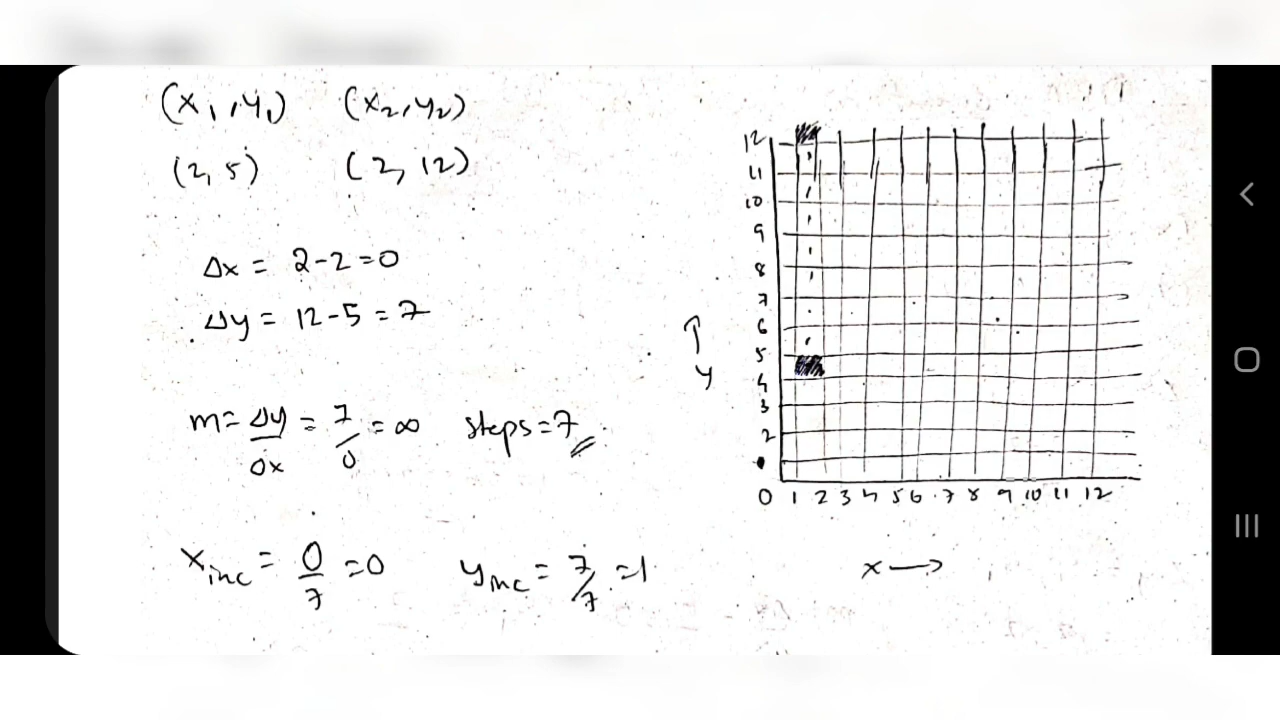 (x₁, y₁) (x₂, y₂)
(2, 5) (2, 12)
Δx = 2-2 = 0
Δy = 12-5 = 7
m = Δy/Δx = 7/0 = ∞ steps = 7
x inc = 0/7 = 0 y inc = 7/7 = 1
12
11
10
9
8
7
6
5
4
3
2
0 1 2 3 4 5 6 7 8 9 10 11 12
↑
y
x →